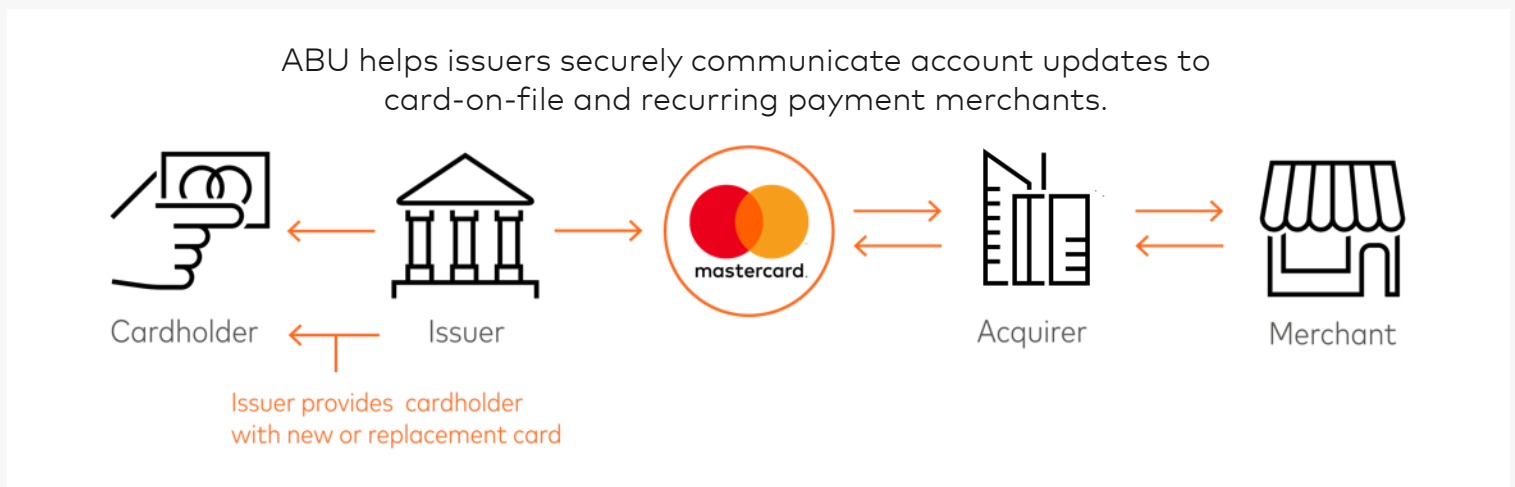 ABU helps issuers securely communicate account updates to
card-on-file and recurring payment merchants.
mastercard.
Cardholder
Issuer
Acquirer
Merchant
Issuer provides cardholder
with new or replacement card